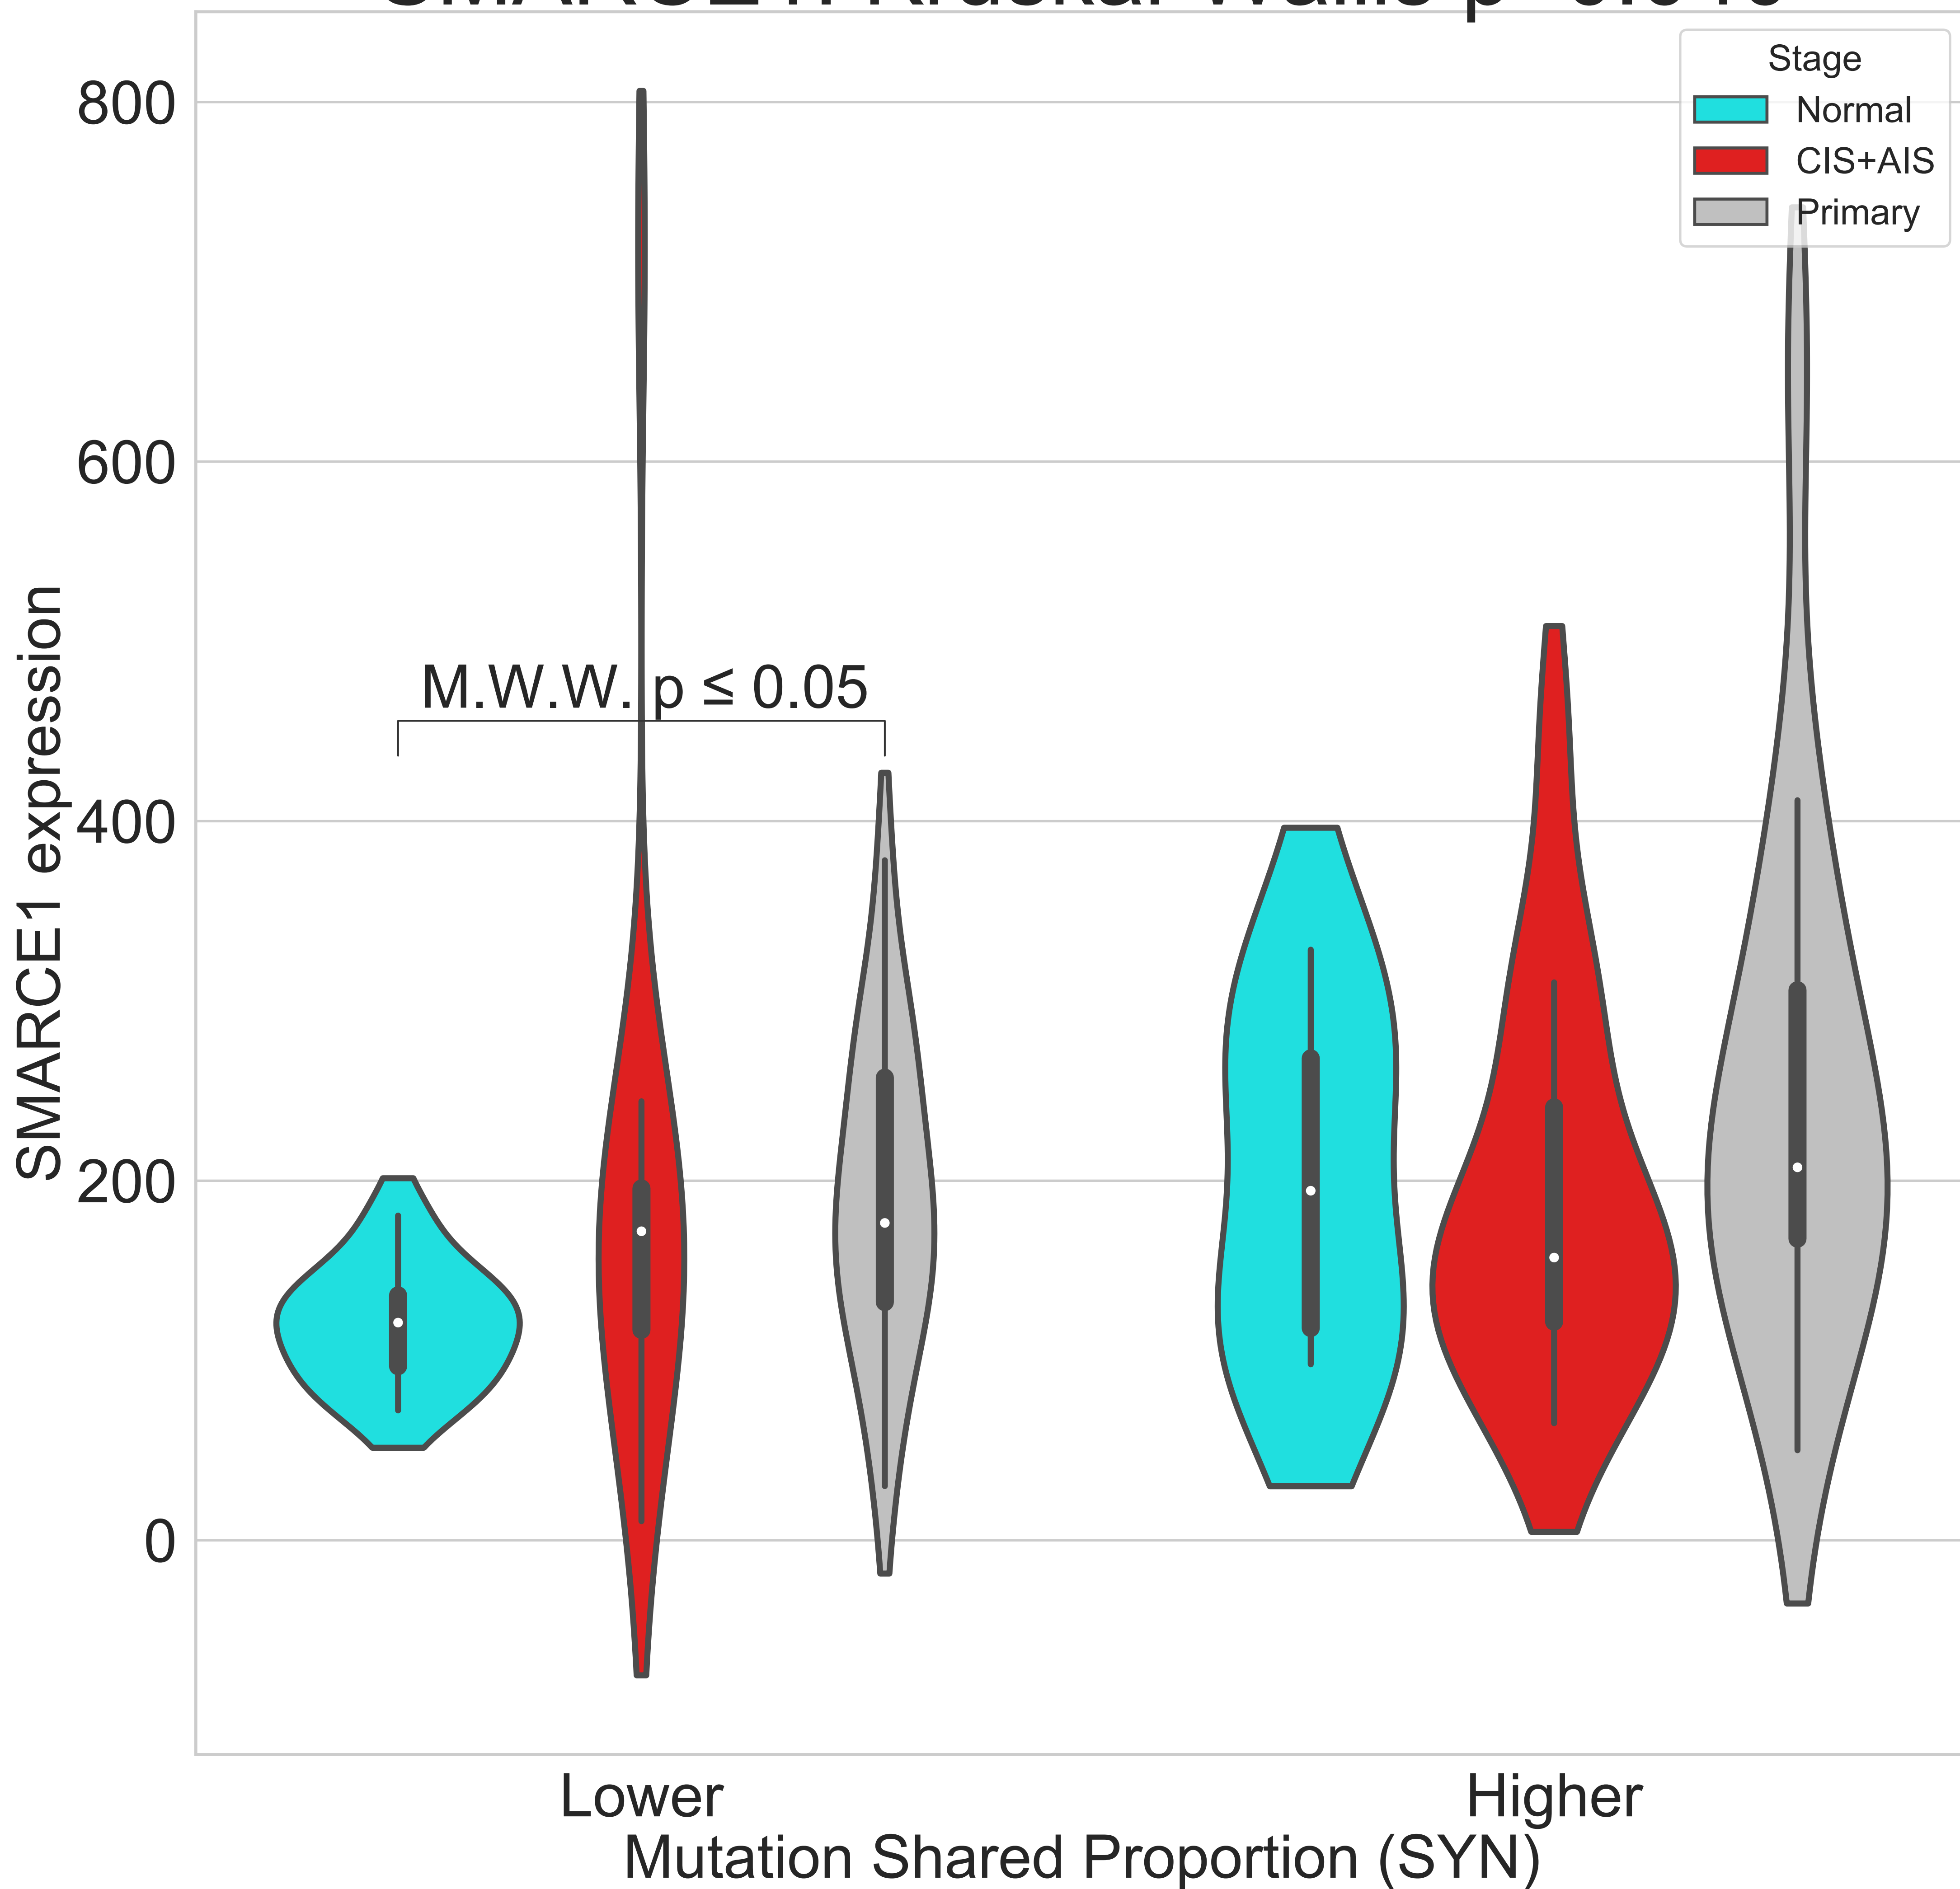 Stage
Normal
CIS+AIS
Primary
800
600
400
200
0
SMARCE1 expression
M.W.W. p ≤ 0.05
Lower
Higher
Mutation Shared Proportion (SYN)